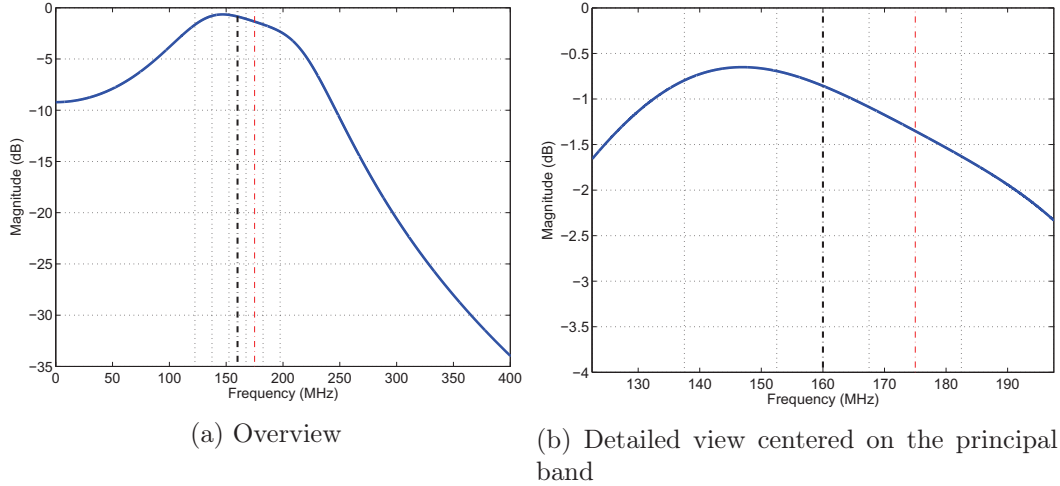 0
−5
−10
−15
−20
−25
−30
−35
Magnitude (dB)
0 50 100 150 200 250 300 350 400
Frequency (MHz)
(a) Overview
0
−0.5
−1
−1.5
−2
−2.5
−3
−3.5
−4
Magnitude (dB)
130 140 150 160 170 180 190
Frequency (MHz)
(b) Detailed view centered on the principal
band